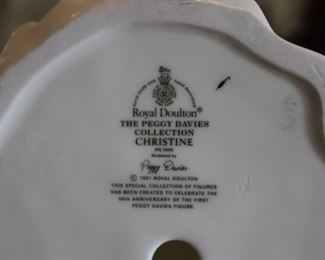 Royal Doulton®
THE PEGGY DAVIES
COLLECTION
CHRISTINE
Modelled by
Peggy Davies
© 1991 ROYAL DOULTON
THIS SPECIAL COLLECTION OF FIGURES
HAS BEEN CREATED TO CELEBRATE THE
50th ANNIVERSARY OF THE FIRST
PEGGY DAVIES FIGURE.